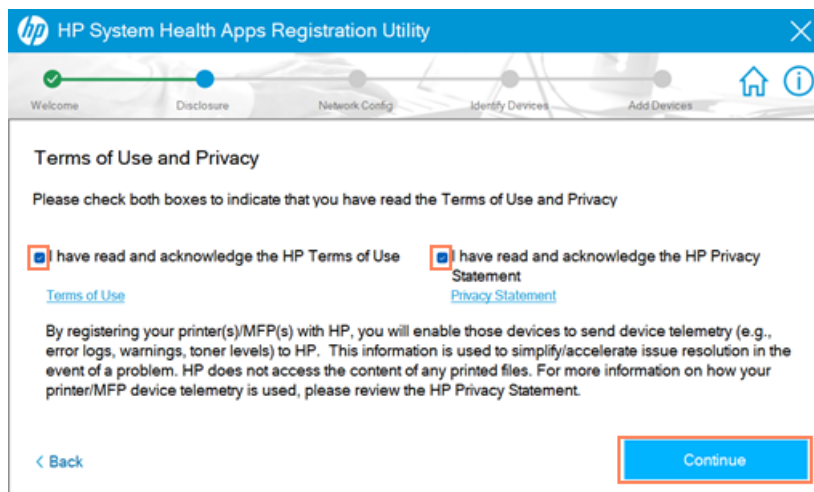 hp HP System Health Apps Registration Utility
Welcome Disclosure Network Config Identify Devices Add Devices
Terms of Use and Privacy
Please check both boxes to indicate that you have read the Terms of Use and Privacy
I have read and acknowledge the HP Terms of Use
Terms of Use
I have read and acknowledge the HP Privacy
Statement
Privacy Statement
By registering your printer(s)/MFP(s) with HP, you will enable those devices to send device telemetry (e.g.,
error logs, warnings, toner levels) to HP. This information is used to simplify/accelerate issue resolution in the
event of a problem. HP does not access the content of any printed files. For more information on how your
printer/MFP device telemetry is used, please review the HP Privacy Statement.
< Back
Continue